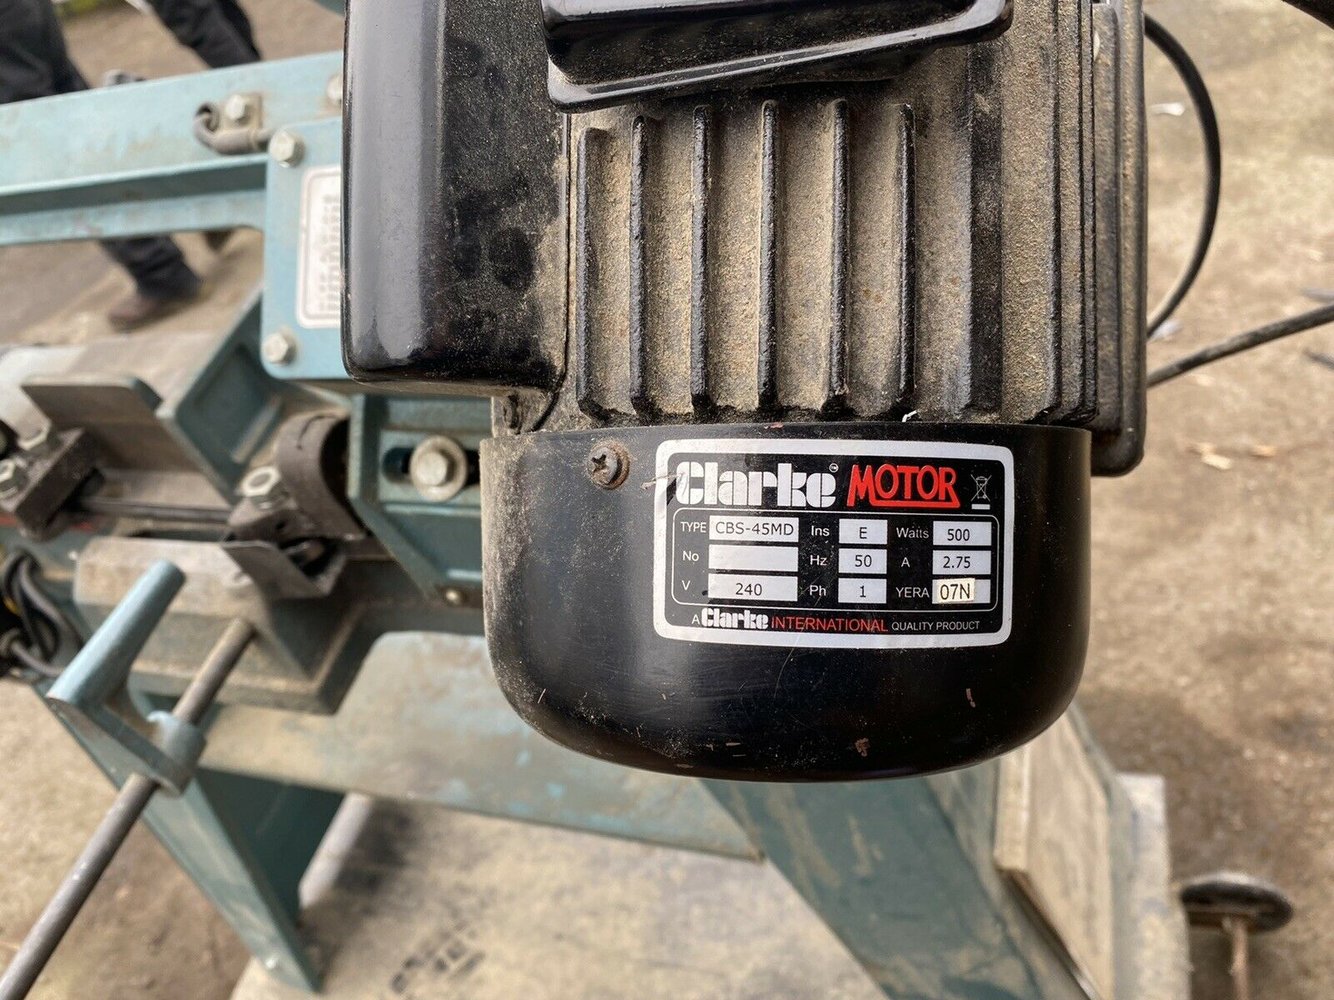 Clarke™ MOTOR
TYPE CBS-45MD Ins E Watts 500
No Hz 50 A 2.75
V 240 Ph 1 YERA 07N
A Clarke INTERNATIONAL QUALITY PRODUCT